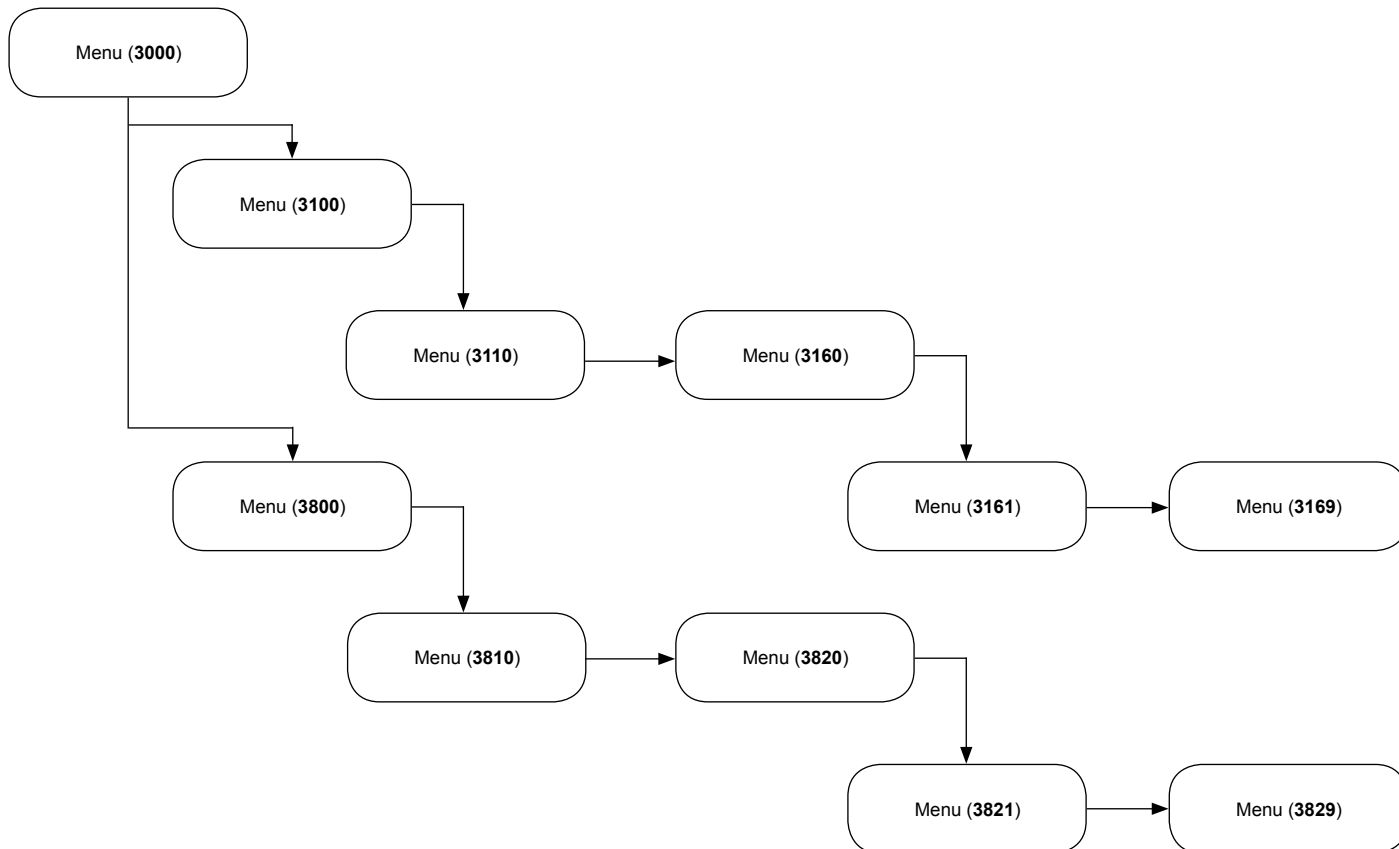 Menu (3000)
Menu (3100)
Menu (3110)
Menu (3160)
Menu (3800)
Menu (3161)
Menu (3169)
Menu (3810)
Menu (3820)
Menu (3821)
Menu (3829)